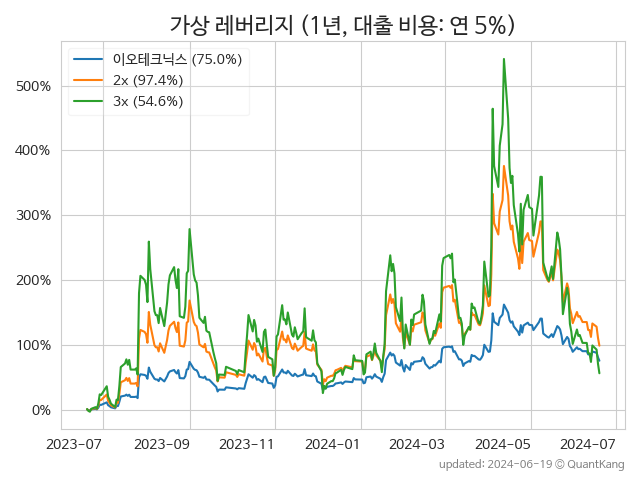 가상 레버리지 (1년, 대출 비용: 연 5%)
이오테크닉스 (75.0%)
2x (97.4%)
3x (54.6%)
500%
400%
300%
200%
100%
0%
2023-07 2023-09 2023-11 2024-01 2024-03 2024-05 2024-07
updated: 2024-06-19 © QuantKang